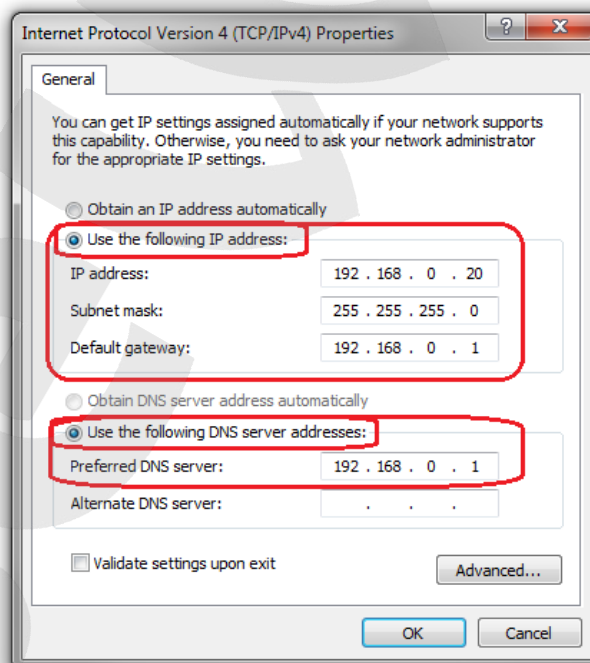 Internet Protocol Version 4 (TCP/IPv4) Properties
General
You can get IP settings assigned automatically if your network supports
this capability. Otherwise, you need to ask your network administrator
for the appropriate IP settings.
Obtain an IP address automatically
Use the following IP address:
IP address: 192 . 168 . 0 . 20
Subnet mask: 255 . 255 . 255 . 0
Default gateway: 192 . 168 . 0 . 1
Obtain DNS server address automatically
Use the following DNS server addresses:
Preferred DNS server: 192 . 168 . 0 . 1
Alternate DNS server: . . .
Validate settings upon exit
Advanced...
OK Cancel